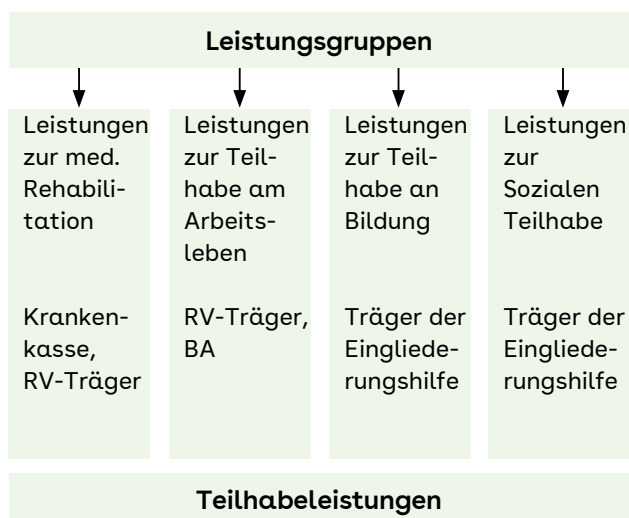 Leistungsgruppen
Leistungen
zur med.
Rehabili-
tation
Kranken-
kasse,
RV-Träger
Leistungen
zur Teil-
habe am
Arbeits-
leben
RV-Träger,
BA
Leistungen
zur Teil-
habe an
Bildung
Träger der
Eingliede-
rungshilfe
Leistungen
zur
Sozialen
Teilhabe
Träger der
Eingliede-
rungshilfe
Teilhabeleistungen